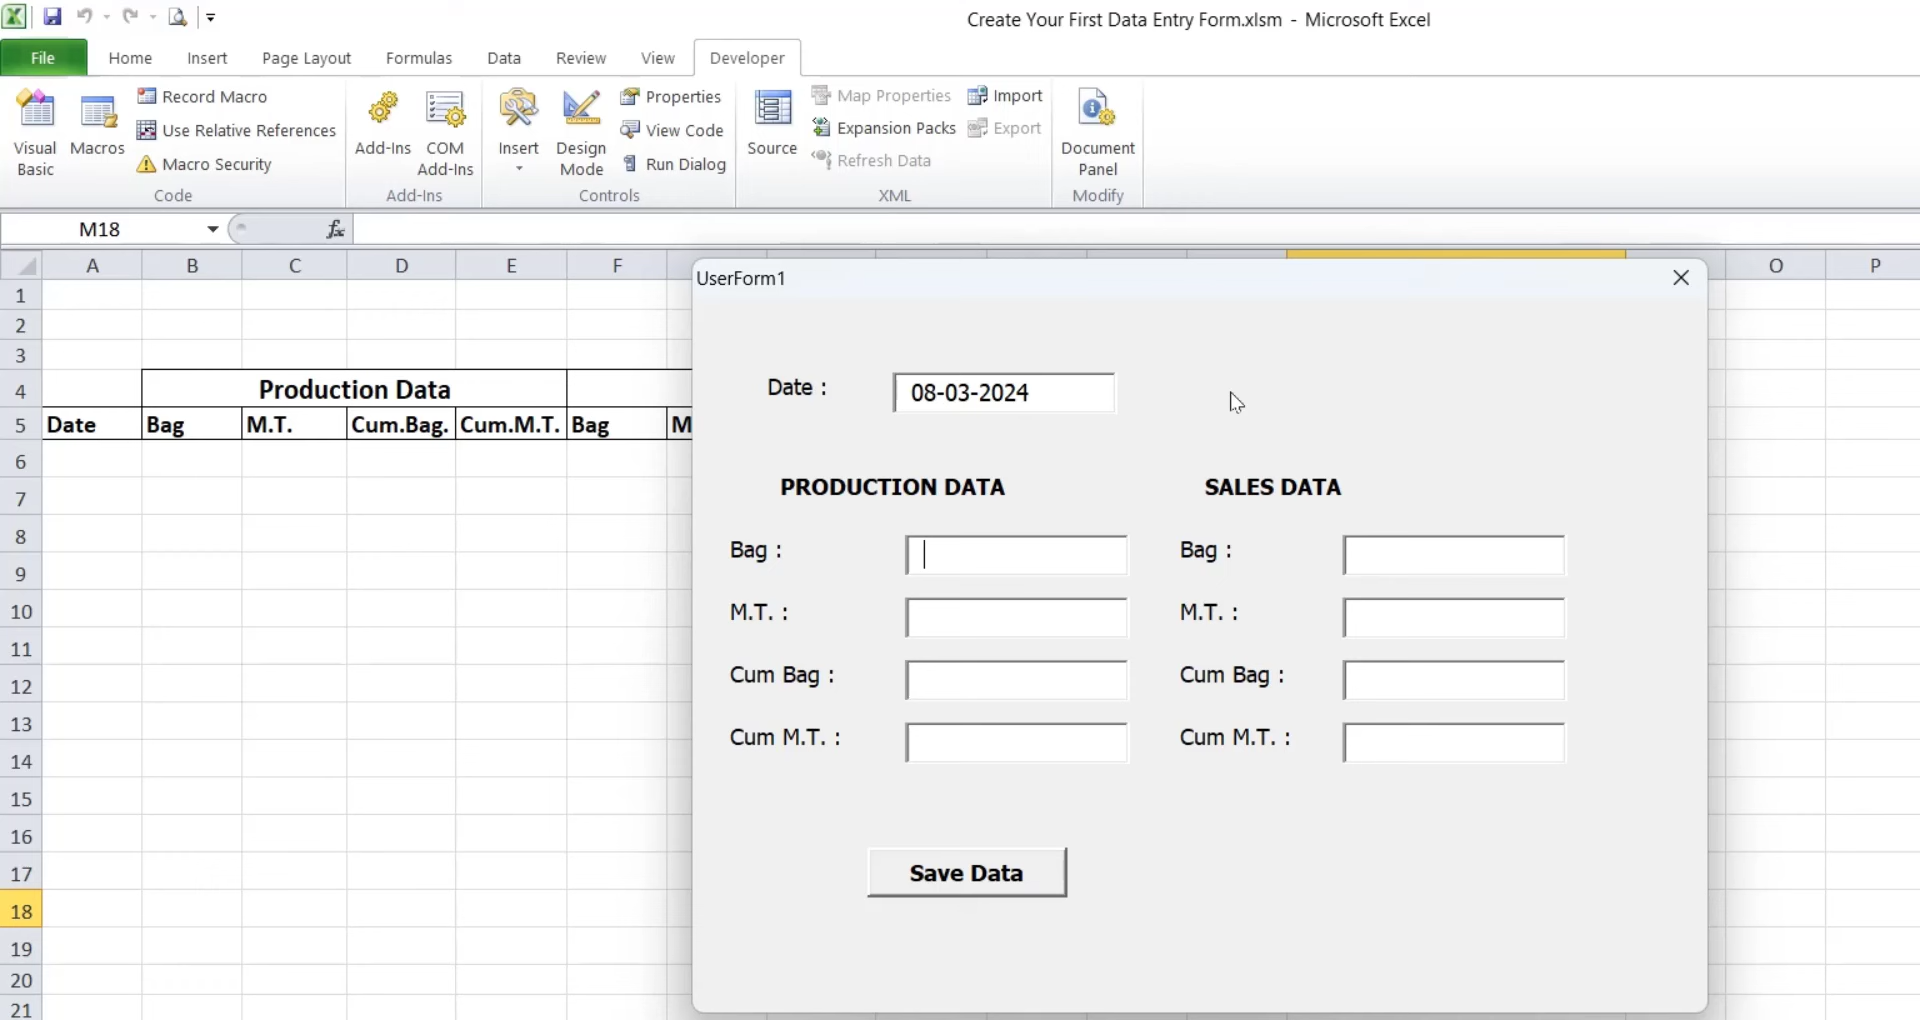 Create Your First Data Entry Form.xlsm - Microsoft Excel
File Home Insert Page Layout Formulas Data Review View Developer
Visual Basic
Macros
Record Macro
Use Relative References
Macro Security
Code
Add-Ins
COM Add-Ins
Add-Ins
Insert
Design Mode
Properties
View Code
Run Dialog
Controls
Source
Map Properties
Expansion Packs
Refresh Data
Import
Export
XML
Document Panel
Modify
M18
fx
A B C D E F O P
1
2
3
4 Production Data
5 Date Bag M.T. Cum.Bag. Cum.M.T. Bag M
6
7
8
9
10
11
12
13
14
15
16
17
18
19
20
21
UserForm1
Date : 08-03-2024
PRODUCTION DATA SALES DATA
Bag : Bag :
M.T. : M.T. :
Cum Bag : Cum Bag :
Cum M.T. : Cum M.T. :
Save Data